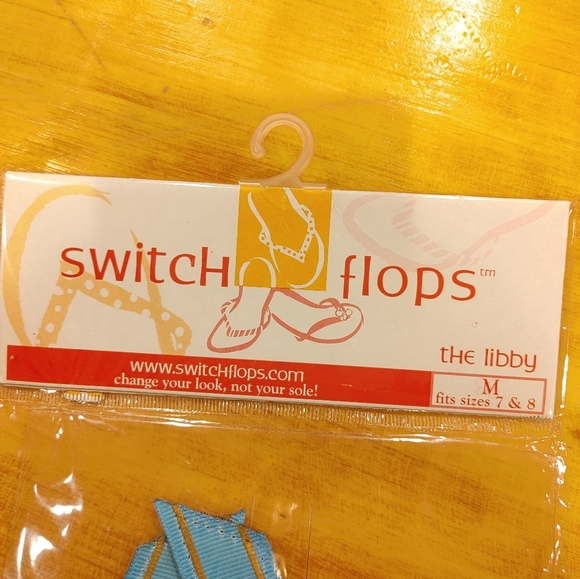 switch flops™
the libby
www.switchflops.com
change your look, not your sole!
M
fits sizes 7 & 8